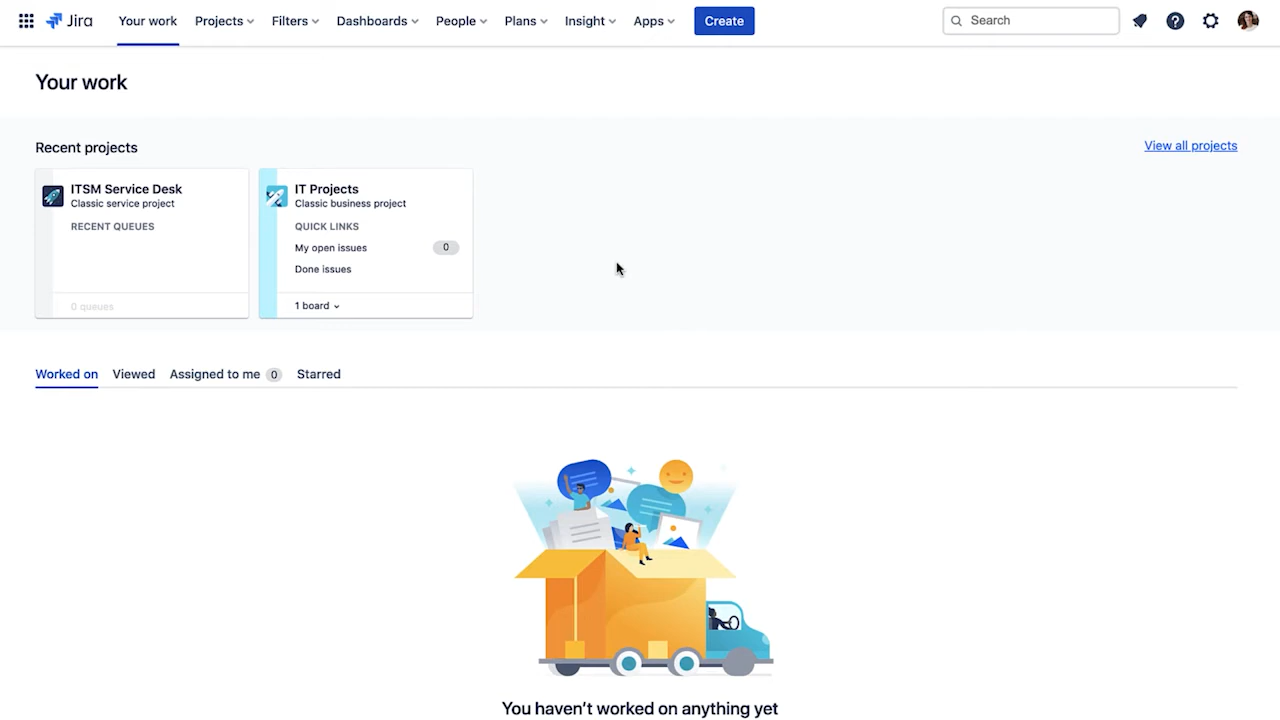 Jira Your work Projects Filters Dashboards People Plans Insight Apps Create Search
Your work
Recent projects View all projects
ITSM Service Desk
Classic service project
RECENT QUEUES
0 queues
IT Projects
Classic business project
QUICK LINKS
My open issues 0
Done issues
1 board
Worked on Viewed Assigned to me 0 Starred
You haven’t worked on anything yet